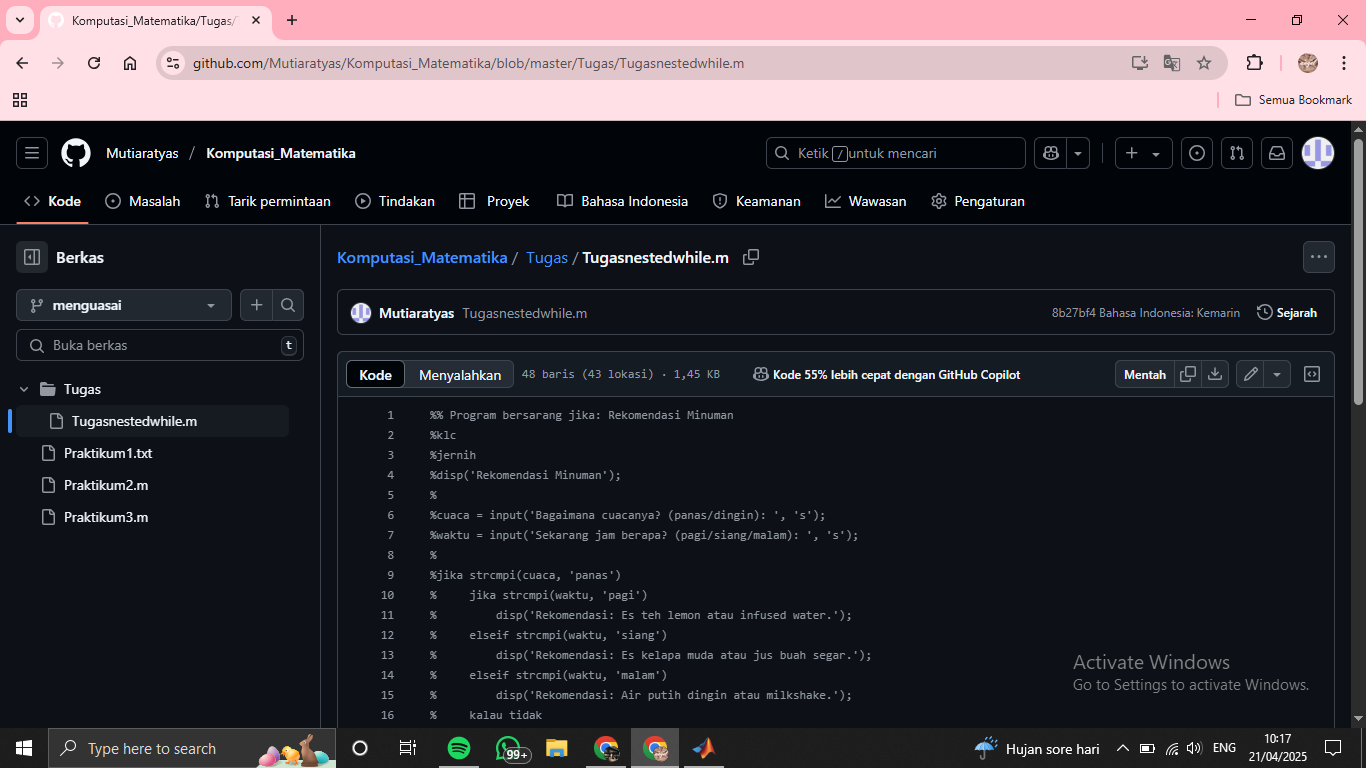 Komputasi_Matematika/Tugas/T
github.com/Mutiaratyas/Komputasi_Matematika/blob/master/Tugas/Tugasnestedwhile.m
Semua Bookmark
Mutiaratyas / Komputasi_Matematika
Ketik / untuk mencari
Kode
Masalah
Tarik permintaan
Tindakan
Proyek
Bahasa Indonesia
Keamanan
Wawasan
Pengaturan
Berkas
menguasai
Buka berkas
t
Tugas
Tugasnestedwhile.m
Praktikum1.txt
Praktikum2.m
Praktikum3.m
Komputasi_Matematika / Tugas / Tugasnestedwhile.m
Mutiaratyas Tugasnestedwhile.m
8b27bf4 Bahasa Indonesia: Kemarin
Sejarah
Kode
Menyalahkan
48 baris (43 lokasi) · 1,45 KB
Kode 55% lebih cepat dengan GitHub Copilot
Mentah
1 %% Program bersarang jika: Rekomendasi Minuman
2 %klc
3 %jernih
4 %disp('Rekomendasi Minuman');
5 %
6 %cuaca = input('Bagaimana cuacanya? (panas/dingin): ', 's');
7 %waktu = input('Sekarang jam berapa? (pagi/siang/malam): ', 's');
8 %
9 %jika strcmpi(cuaca, 'panas')
10 %     jika strcmpi(waktu, 'pagi')
11 %         disp('Rekomendasi: Es teh lemon atau infused water.');
12 %     elseif strcmpi(waktu, 'siang')
13 %         disp('Rekomendasi: Es kelapa muda atau jus buah segar.');
14 %     elseif strcmpi(waktu, 'malam')
15 %         disp('Rekomendasi: Air putih dingin atau milkshake.');
16 %     kalau tidak
Activate Windows
Go to Settings to activate Windows.
Type here to search
99+
Hujan sore hari
ENG
10:17
21/04/2025